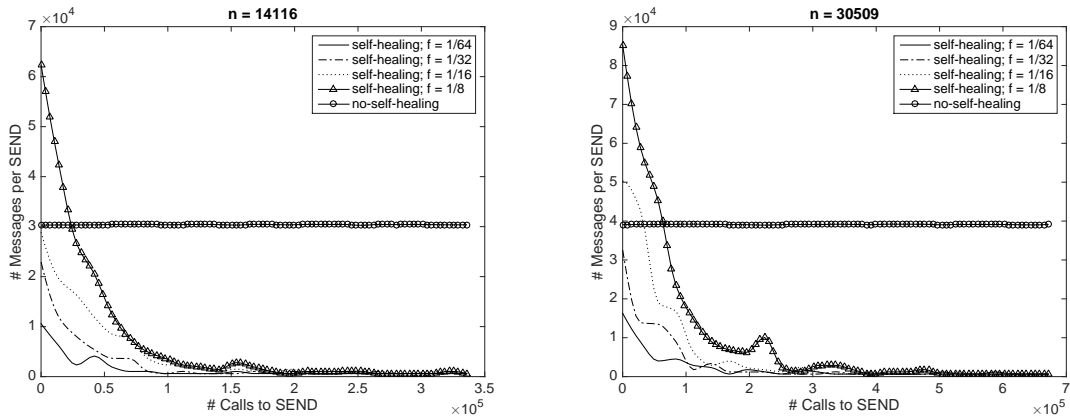 n = 14116
×10^4
7
6
5
4
3
2
1
0
# Messages per SEND
self-healing; f = 1/64
self-healing; f = 1/32
self-healing; f = 1/16
self-healing; f = 1/8
no-self-healing
0 0.5 1 1.5 2 2.5 3 3.5
×10^5
# Calls to SEND
n = 30509
×10^4
9
8
7
6
5
4
3
2
1
0
# Messages per SEND
self-healing; f = 1/64
self-healing; f = 1/32
self-healing; f = 1/16
self-healing; f = 1/8
no-self-healing
0 1 2 3 4 5 6 7
×10^5
# Calls to SEND